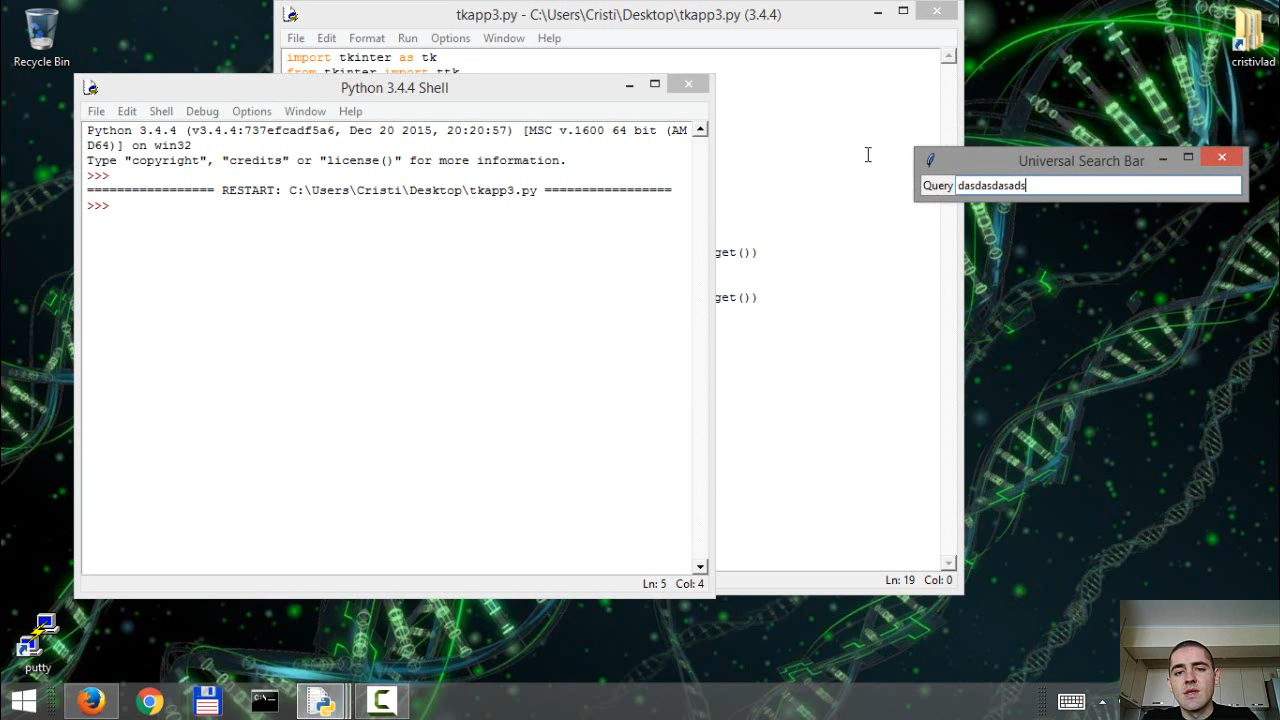 Recycle Bin
tkapp3.py - C:\Users\Cristi\Desktop\tkapp3.py (3.4.4)
File Edit Format Run Options Window Help
import tkinter as tk
from tkinter import ttk
cristivlad
Python 3.4.4 Shell
File Edit Shell Debug Options Window Help
Python 3.4.4 (v3.4.4:737efcadf5a6, Dec 20 2015, 20:20:57) [MSC v.1600 64 bit (AM
D64)] on win32
Type "copyright", "credits" or "license()" for more information.
>>>
================= RESTART: C:\Users\Cristi\Desktop\tkapp3.py =================
>>>
Universal Search Bar
Query dasdasdasads
get())
get())
Ln: 19 Col: 0
Ln: 5 Col: 4
putty